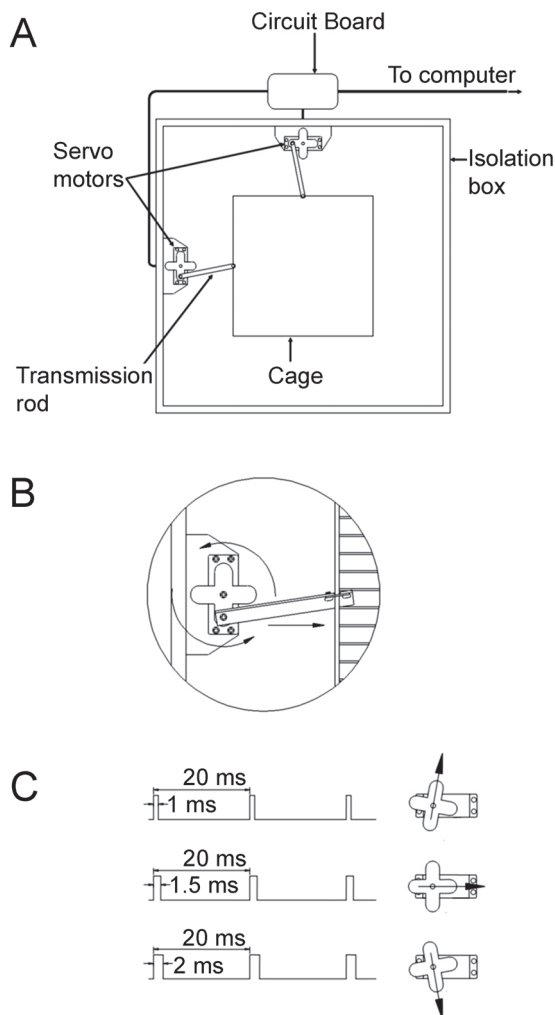 A
Circuit Board
To computer
Servo
motors
Isolation
box
Transmission
rod
Cage
B
C
20 ms
1 ms
20 ms
1.5 ms
20 ms
2 ms